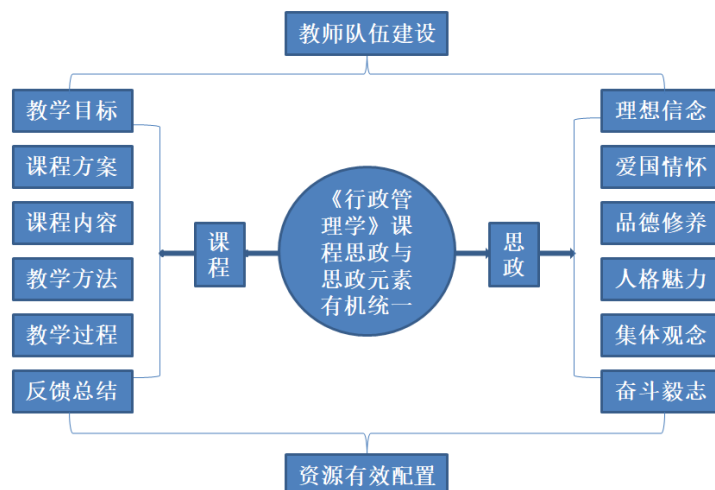 教师队伍建设
教学目标
课程方案
课程内容
教学方法
教学过程
反馈总结
课
程
《行政管
理学》课
程思政与
思政元素
有机统一
思
政
理想信念
爱国情怀
品德修养
人格魅力
集体观念
奋斗毅志
资源有效配置